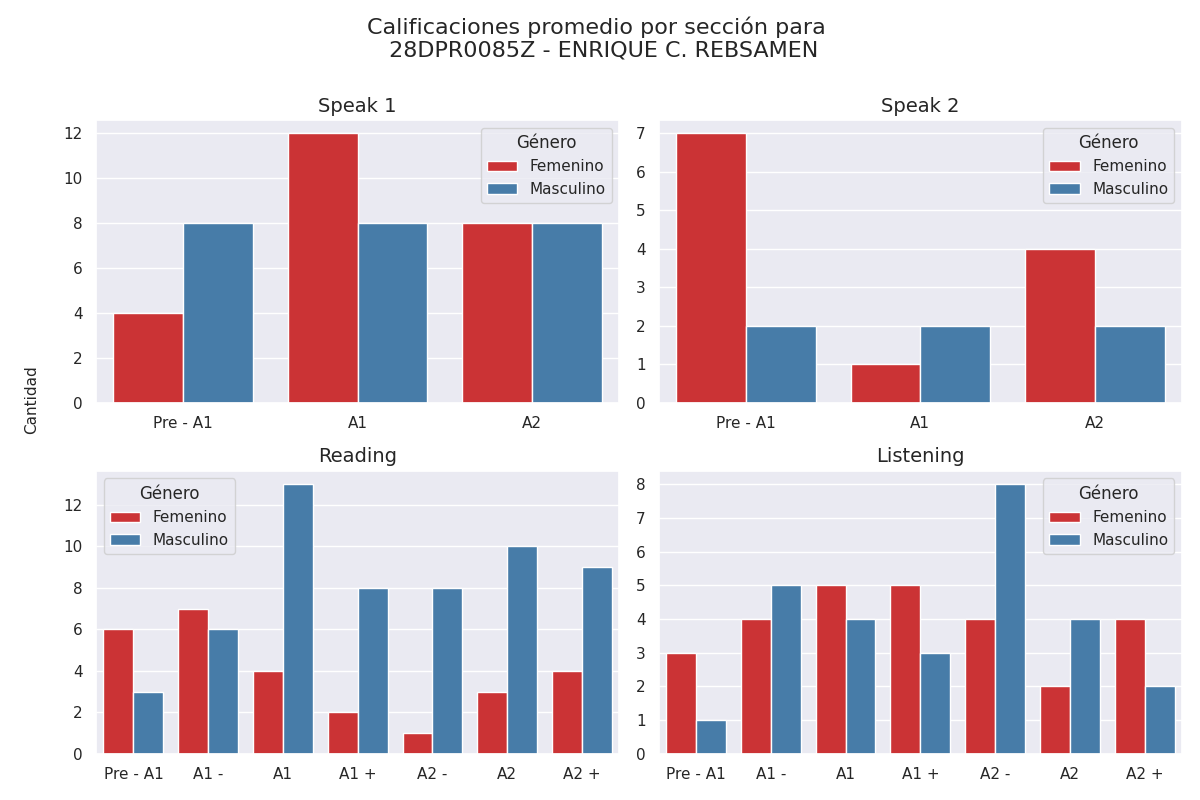 Calificaciones promedio por sección para
28DPR0085Z - ENRIQUE C. REBSAMEN
Cantidad
Speak 1
12
10
8
6
4
2
0
Género
Femenino
Masculino
Pre - A1
A1
A2
Speak 2
7
6
5
4
3
2
1
0
Género
Femenino
Masculino
Pre - A1
A1
A2
Reading
12
10
8
6
4
2
0
Género
Femenino
Masculino
Pre - A1
A1 -
A1
A1 +
A2 -
A2
A2 +
Listening
8
7
6
5
4
3
2
1
0
Género
Femenino
Masculino
Pre - A1
A1 -
A1
A1 +
A2 -
A2
A2 +